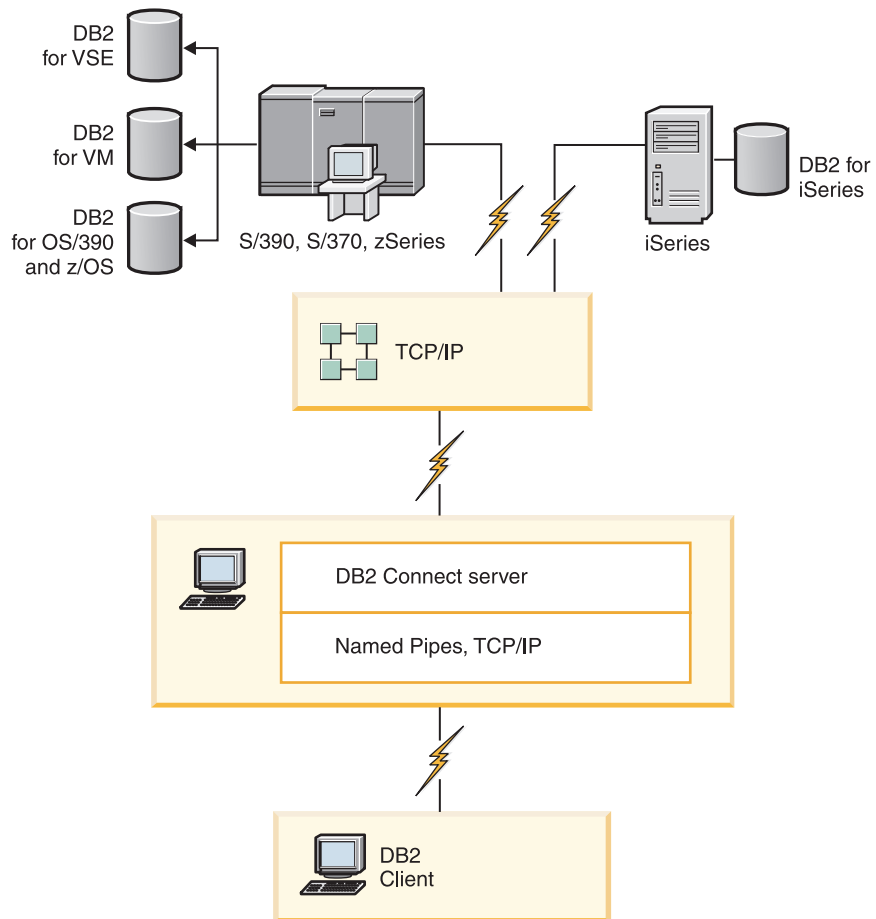 DB2
for VSE
DB2
for VM
DB2
for OS/390
and z/OS
S/390, S/370, zSeries
iSeries
DB2 for
iSeries
TCP/IP
DB2 Connect server
Named Pipes, TCP/IP
DB2
Client